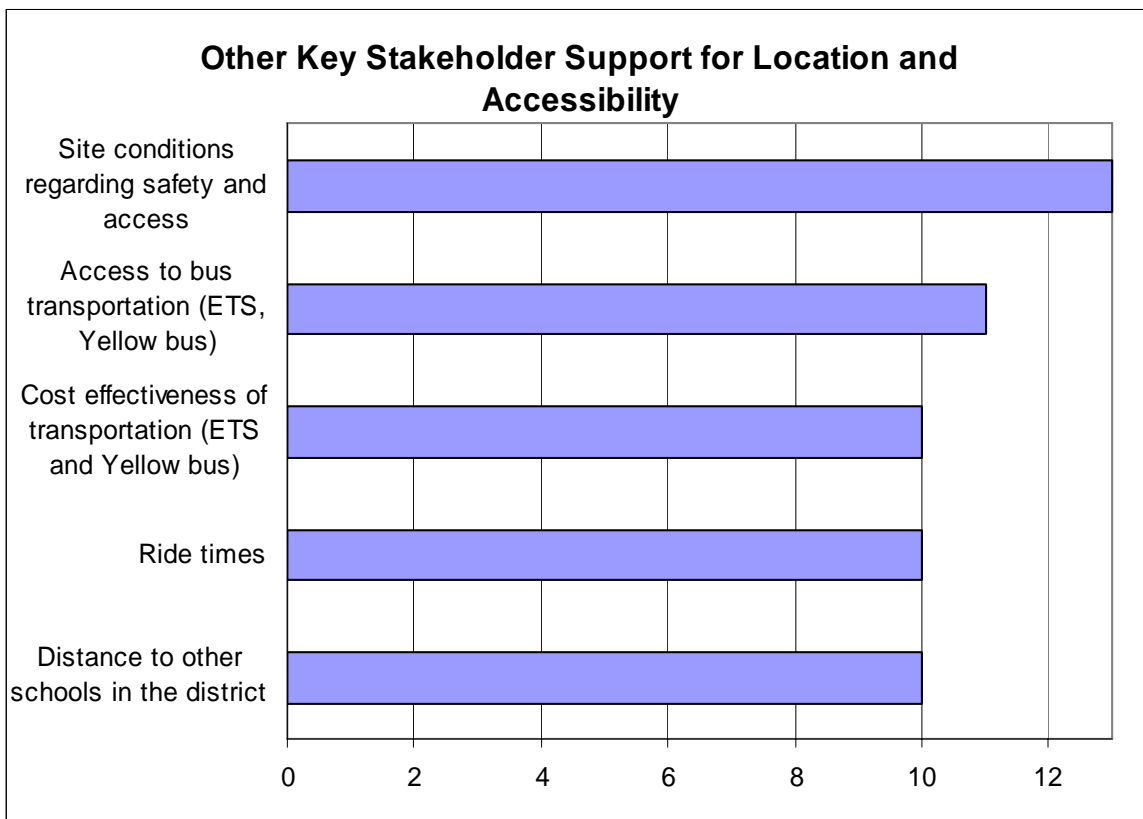 Other Key Stakeholder Support for Location and
Accessibility
Site conditions
regarding safety and
access
Access to bus
transportation (ETS,
Yellow bus)
Cost effectiveness of
transportation (ETS
and Yellow bus)
Ride times
Distance to other
schools in the district
0 2 4 6 8 10 12